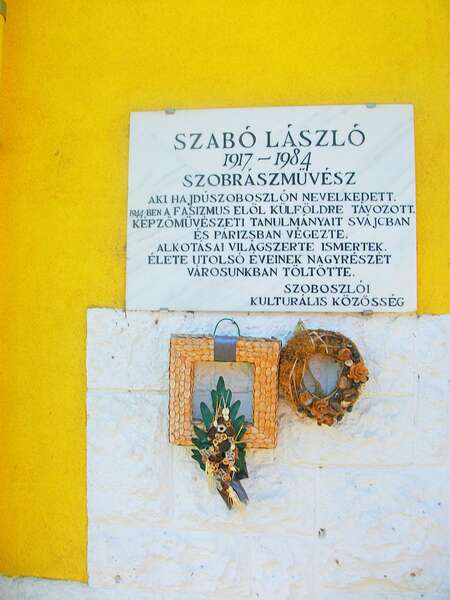 SZABÓ LÁSZLÓ
1917 – 1984
SZOBRÁSZMŰVÉSZ
AKI HAJDÚSZOBOSZLÓN NEVELKEDETT.
1944-BEN A FASIZMUS ELŐL KÜLFÖLDRE TÁVOZOTT.
KÉPZŐMŰVÉSZETI TANULMÁNYAIT SVÁJCBAN
ÉS PÁRIZSBAN VÉGEZTE.
ALKOTÁSAI VILÁGSZERTE ISMERTEK.
ÉLETE UTOLSÓ ÉVEINEK NAGYRÉSZÉT
VÁROSUNKBAN TÖLTÖTTE.
SZOBOSZLÓI
KULTURÁLIS KÖZÖSSÉG